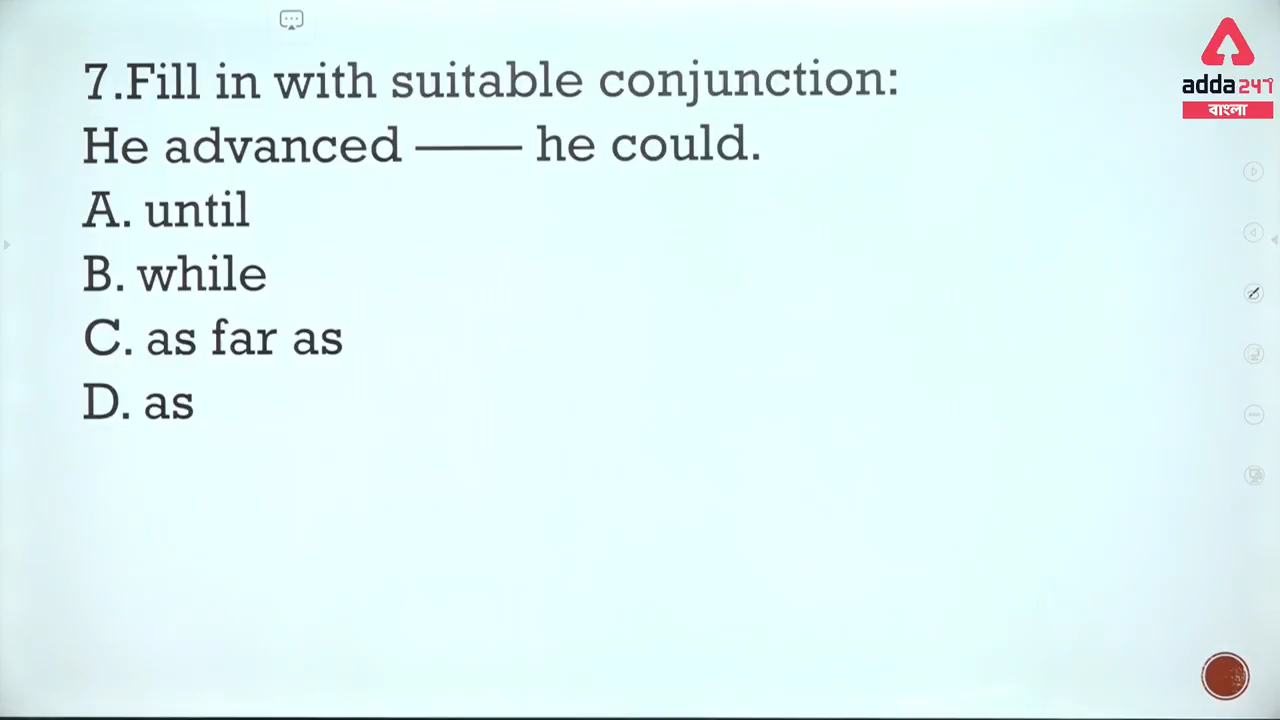 7.Fill in with suitable conjunction:
He advanced —— he could.
A. until
B. while
C. as far as
D. as
adda247
বাংলা